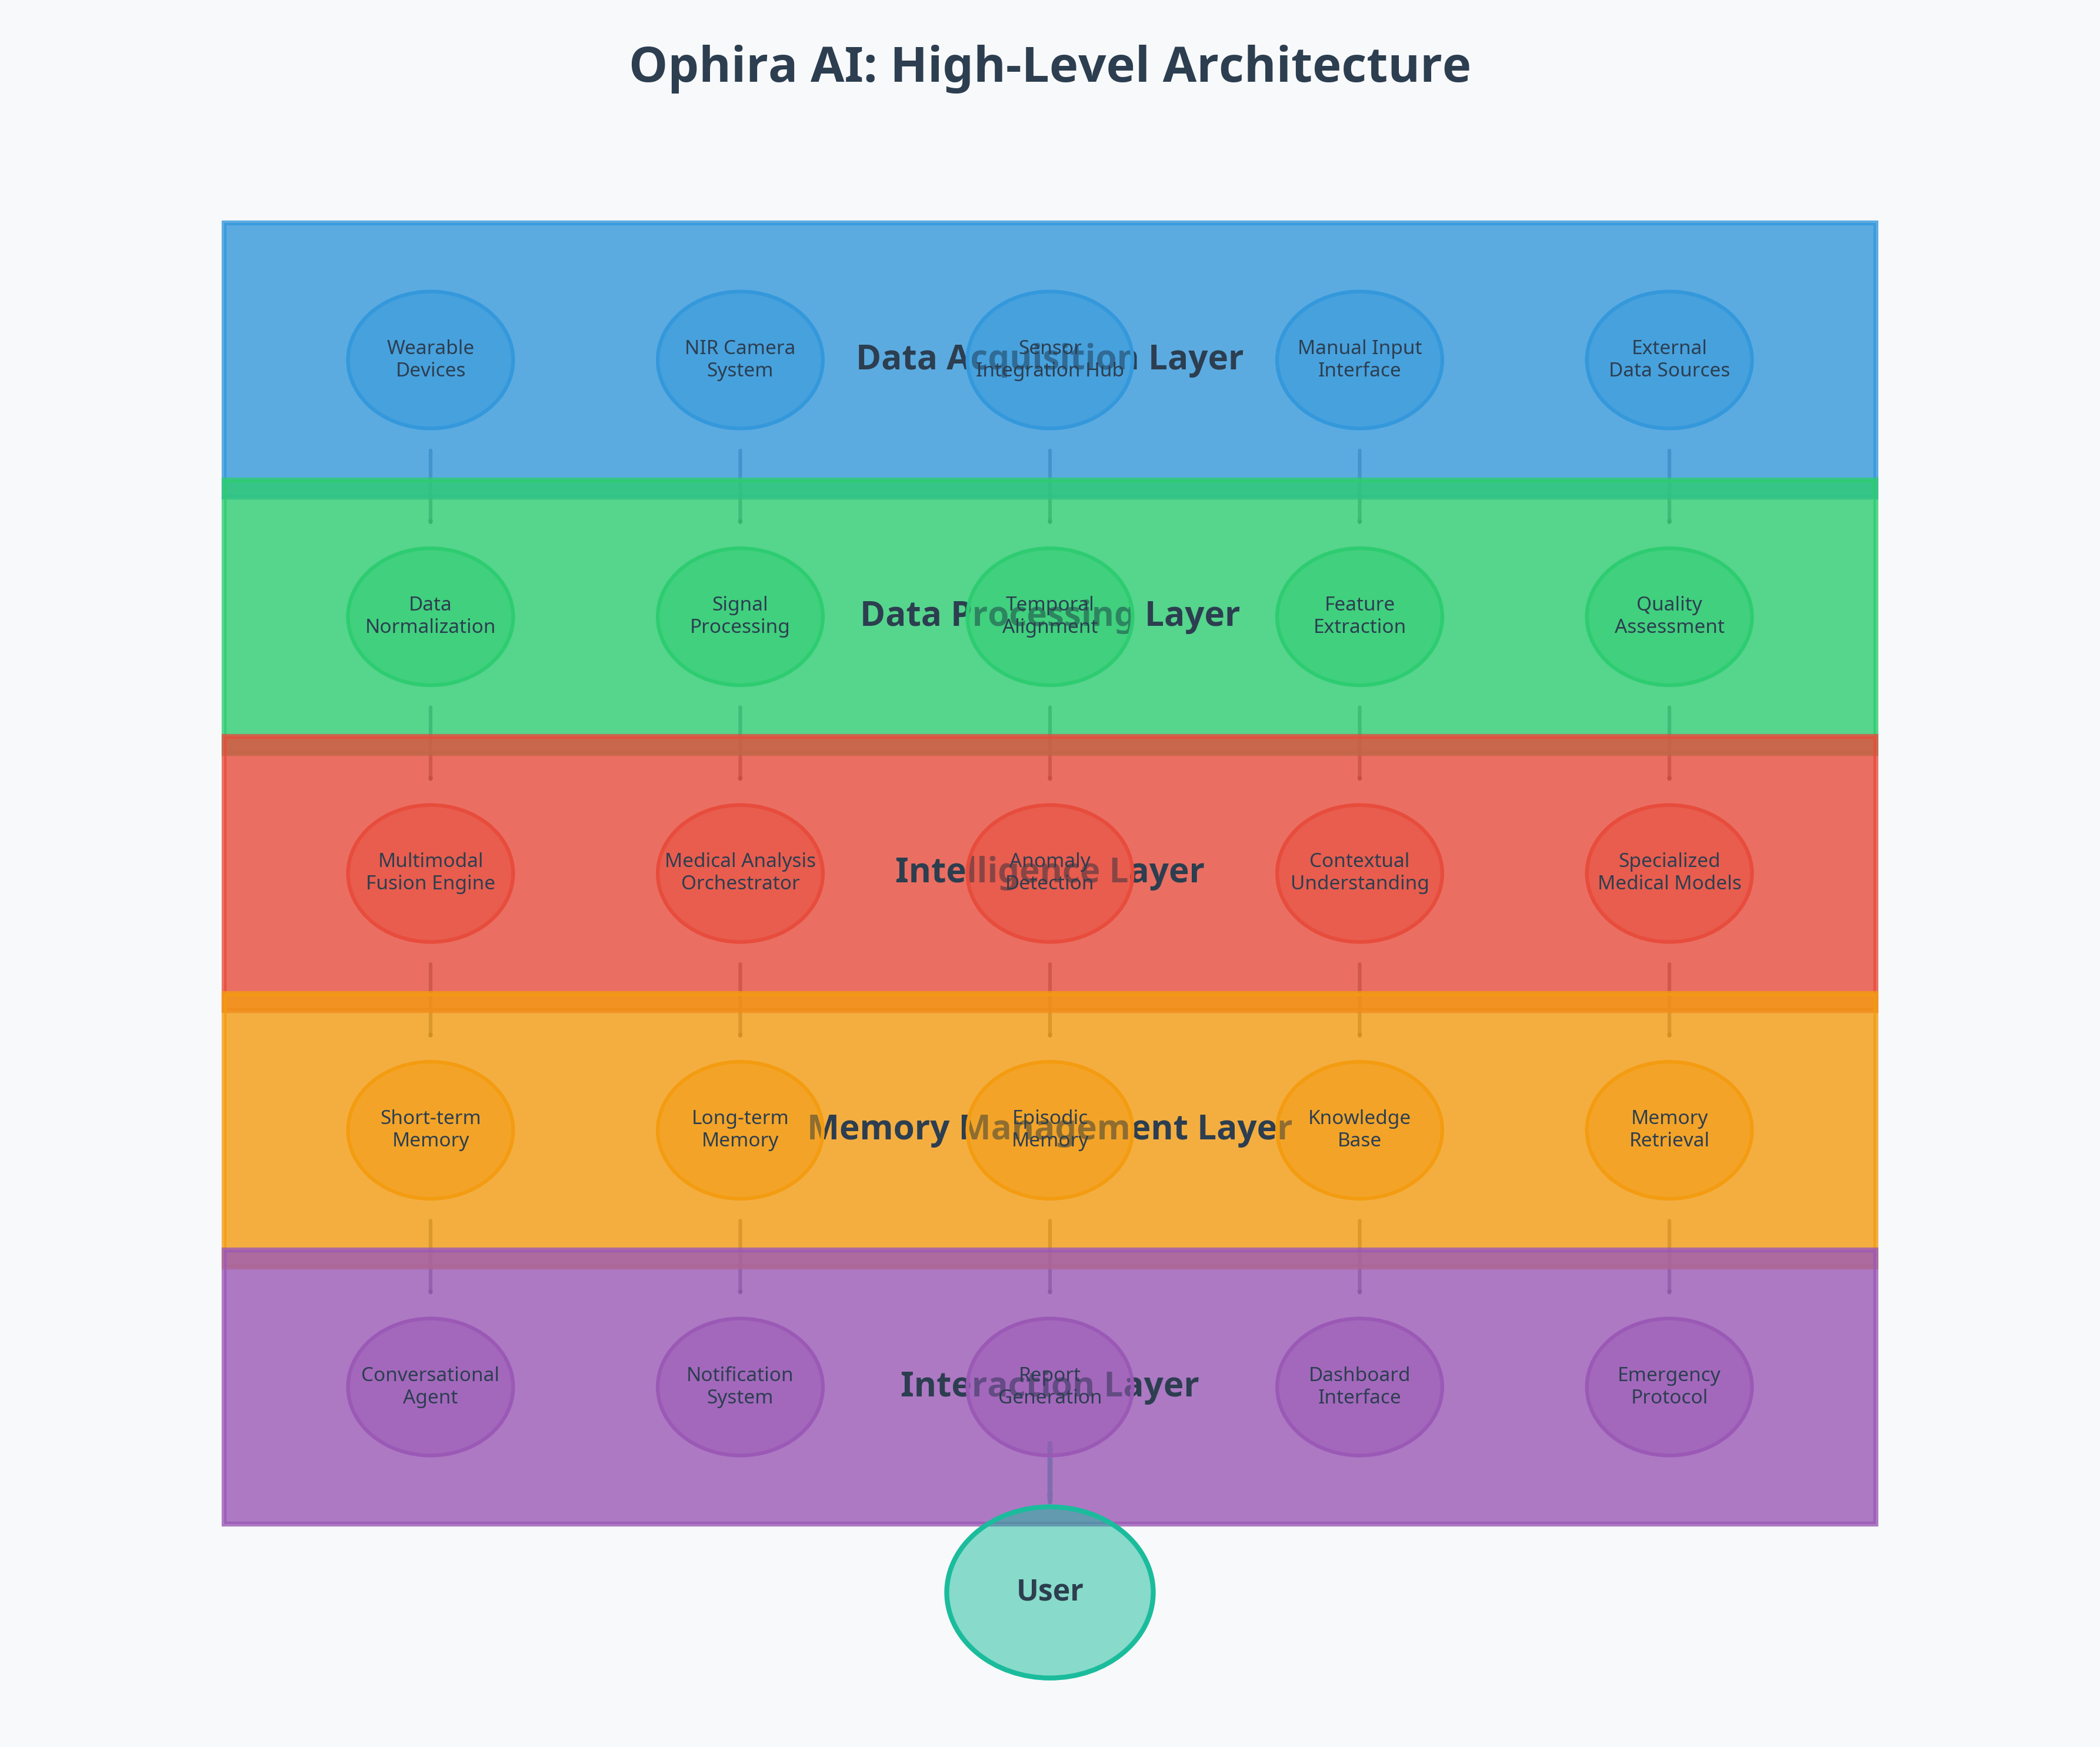 Ophira AI: High-Level Architecture
Wearable
Devices
NIR Camera
System
Data Acquisition Layer
Sensor
Integration Hub
Manual Input
Interface
External
Data Sources
Data
Normalization
Signal
Processing
Data Processing Layer
Temporal
Alignment
Feature
Extraction
Quality
Assessment
Multimodal
Fusion Engine
Medical Analysis
Orchestrator
Intelligence Layer
Anomaly
Detection
Contextual
Understanding
Specialized
Medical Models
Short-term
Memory
Long-term
Memory
Memory Management Layer
Episodic
Memory
Knowledge
Base
Memory
Retrieval
Conversational
Agent
Notification
System
Interaction Layer
Report
Generation
Dashboard
Interface
Emergency
Protocol
User